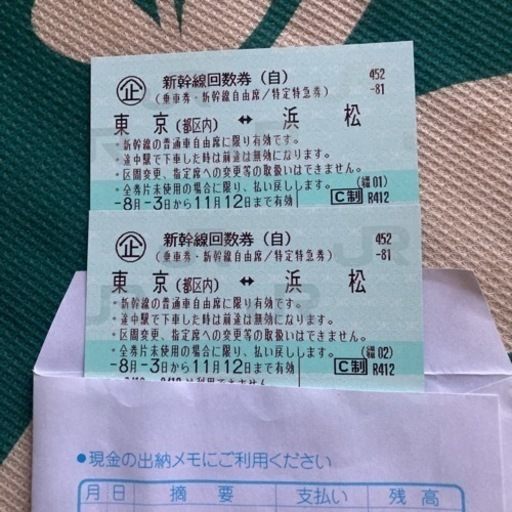 企 新幹線回数券（自） 452
（乗車券・新幹線自由席/特定特急券） -81
東京（都区内） ↔ 浜松
・新幹線の普通車自由席に限り有効です。
・途中駅で下車した時は前途は無効になります。
・区間変更、指定席への変更等の取扱いはできません。
・全券片未使用の場合に限り、払い戻しします。 01）
-8月-3日から11月12日まで有効 C制 R412
企 新幹線回数券（自） 452
（乗車券・新幹線自由席/特定特急券） -81
東京（都区内） ↔ 浜松
・新幹線の普通車自由席に限り有効です。
・途中駅で下車した時は前途は無効になります。
・区間変更、指定席への変更等の取扱いはできません。
・全券片未使用の場合に限り、払い戻しします。 02）
-8月-3日から11月12日まで有効 C制 R412
●現金の出納メモにご利用ください
月 日 摘要 支払い 残高